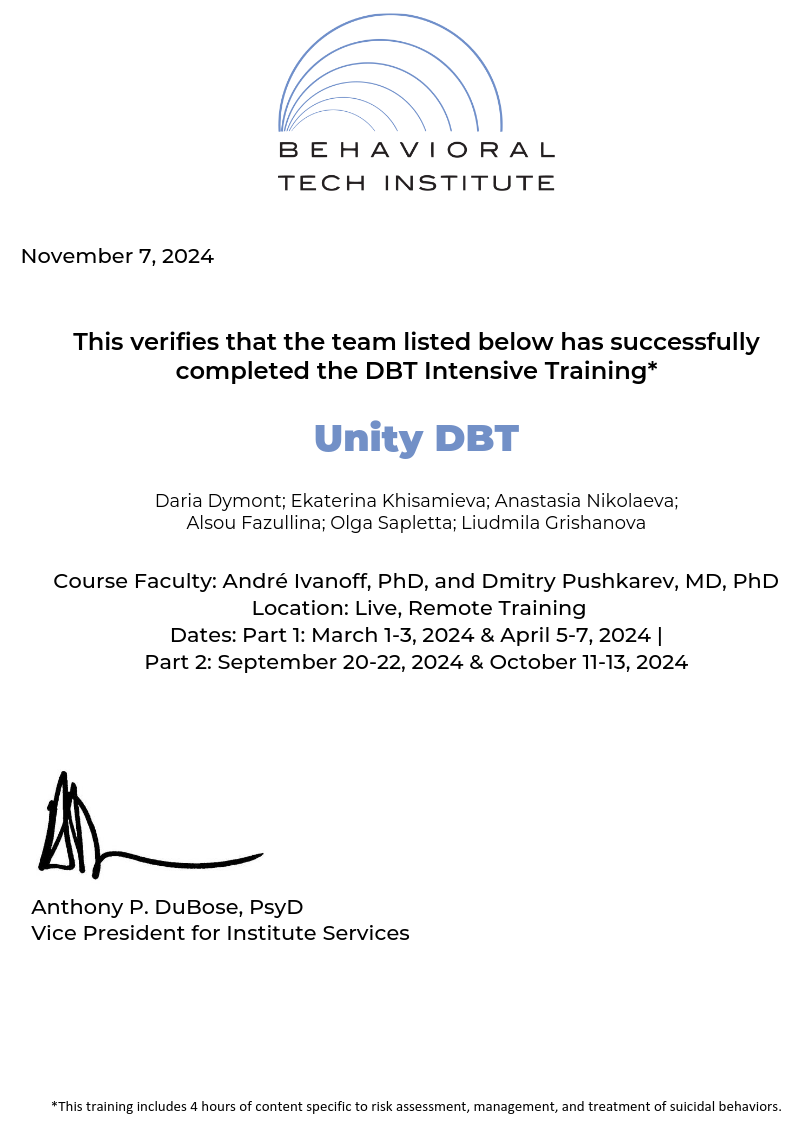 BEHAVIORAL
TECH INSTITUTE
November 7, 2024
This verifies that the team listed below has successfully
completed the DBT Intensive Training*
Unity DBT
Daria Dymont; Ekaterina Khisamieva; Anastasia Nikolaeva;
Alsou Fazullina; Olga Sapletta; Liudmila Grishanova
Course Faculty: André Ivanoff, PhD, and Dmitry Pushkarev, MD, PhD
Location: Live, Remote Training
Dates: Part 1: March 1-3, 2024 & April 5-7, 2024 |
Part 2: September 20-22, 2024 & October 11-13, 2024
Anthony P. DuBose, PsyD
Vice President for Institute Services
*This training includes 4 hours of content specific to risk assessment, management, and treatment of suicidal behaviors.